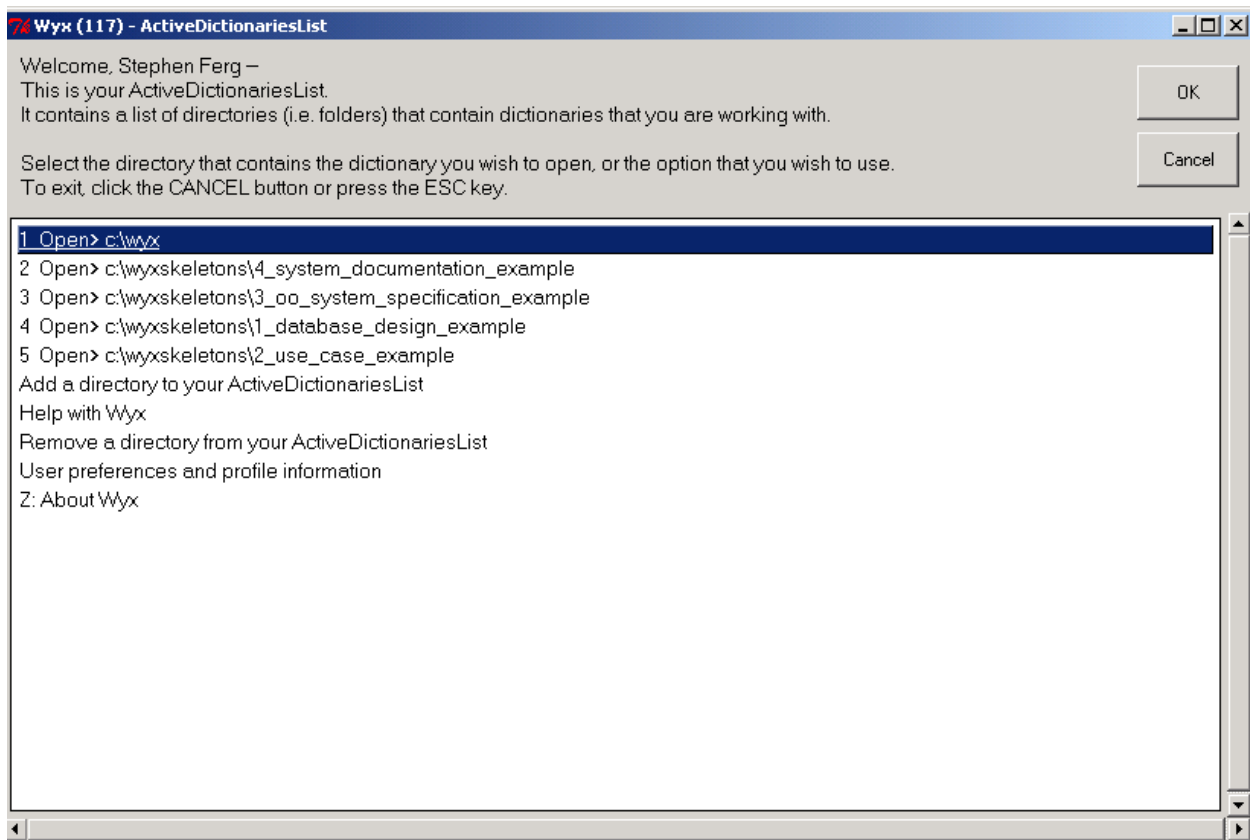 Wyx (117) - ActiveDictionariesList
Welcome, Stephen Ferg –
This is your ActiveDictionariesList.
It contains a list of directories (i.e. folders) that contain dictionaries that you are working with.
OK
Select the directory that contains the dictionary you wish to open, or the option that you wish to use.
To exit, click the CANCEL button or press the ESC key.
Cancel
1 Open> c:\wyx
2 Open> c:\wyxskeletons\4_system_documentation_example
3 Open> c:\wyxskeletons\3_oo_system_specification_example
4 Open> c:\wyxskeletons\1_database_design_example
5 Open> c:\wyxskeletons\2_use_case_example
Add a directory to your ActiveDictionariesList
Help with Wyx
Remove a directory from your ActiveDictionariesList
User preferences and profile information
Z: About Wyx